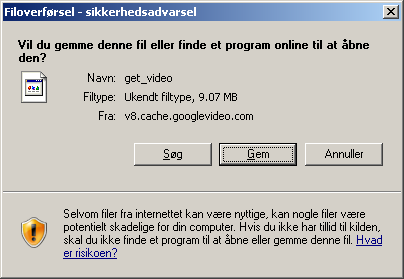 Filoverførsel - sikkerhedsadvarsel
Vil du gemme denne fil eller finde et program online til at åbne
den?
Navn: get_video
Filtype: Ukendt filtype, 9.07 MB
Fra: v8.cache.googlevideo.com
Søg Gem Annuller
Selvom filer fra internettet kan være nyttige, kan nogle filer være
potentielt skadelige for din computer. Hvis du ikke har tillid til kilden,
skal du ikke finde et program til at åbne eller gemme denne fil. Hvad
er risikoen?